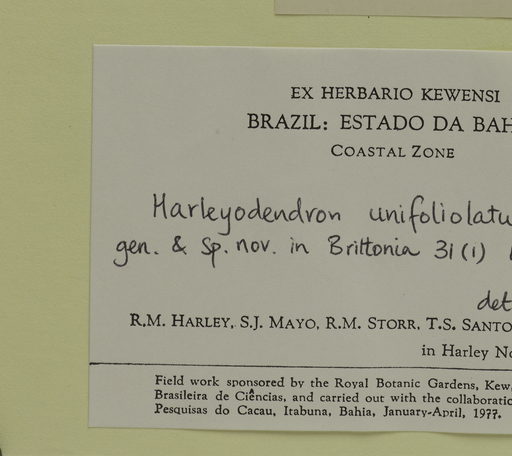 EX HERBARIO KEWENSI
BRAZIL: ESTADO DA BAH
COASTAL ZONE
Harleyodendron unifoliolatu
gen. & Sp. nov. in Brittonia 31(1)
det
R.M. HARLEY, S.J. MAYO, R.M. STORR, T.S. SANTO
in Harley No
Field work sponsored by the Royal Botanic Gardens, Kew,
Brasileira de Ciências, and carried out with the collaboratio
Pesquisas do Cacau, Itabuna, Bahia, January-April, 1977.